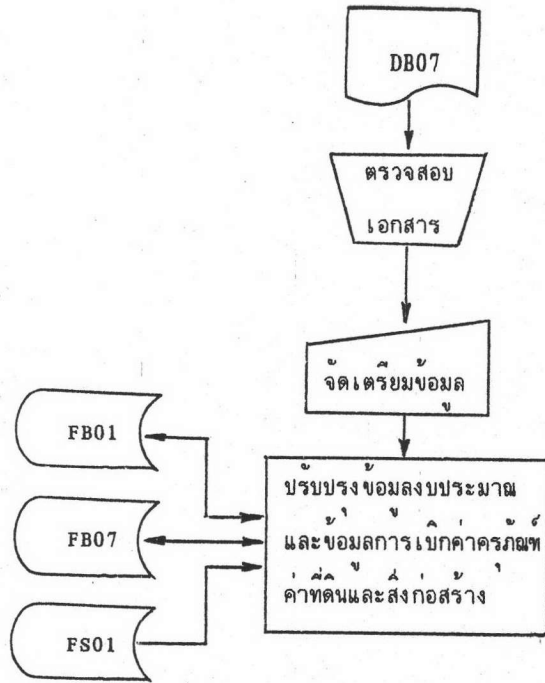 DB07
ตรวจสอบ
เอกสาร
จัดเตรียมข้อมูล
FB01
FB07
FS01
ปรับปรุงข้อมูลงบประมาณ
และข้อมูลการเบิกค่าครุภัณฑ์
ค่าที่ดินและสิ่งก่อสร้าง